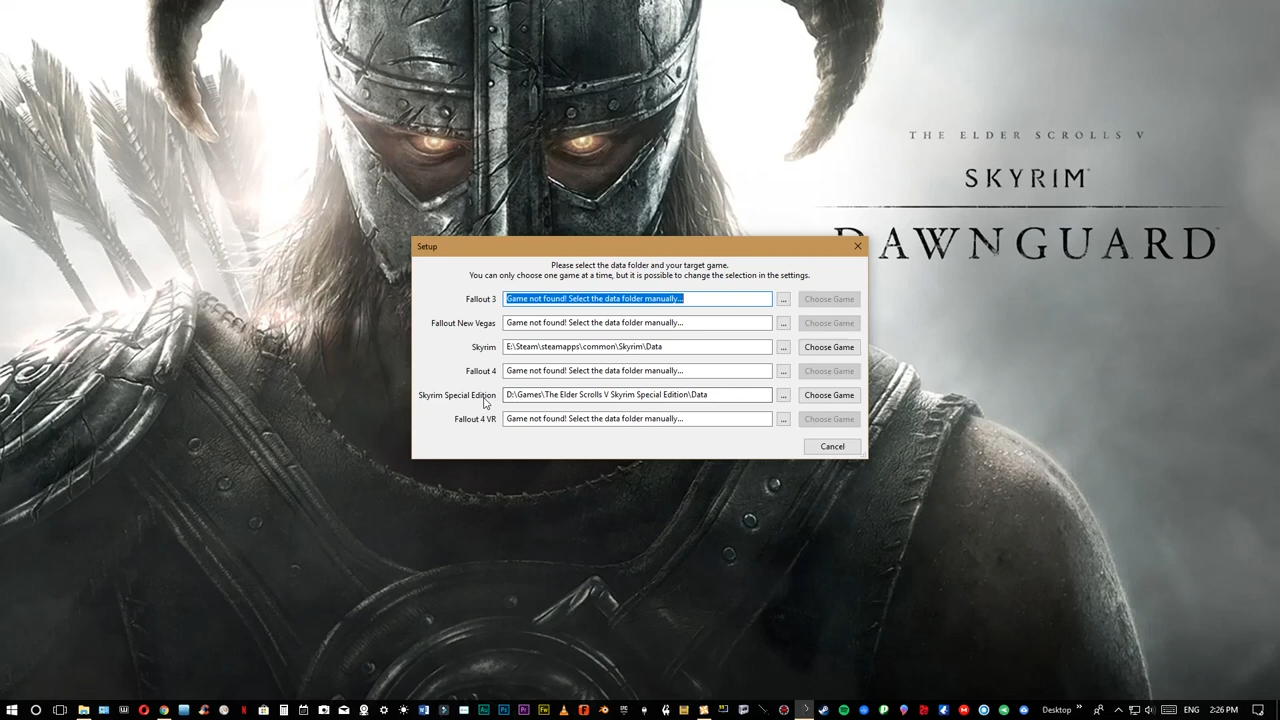 THE ELDER SCROLLS V
SKYRIM
DAWNGUARD
Setup
Please select the data folder and your target game.
You can only choose one game at a time, but it is possible to change the selection in the settings.
Fallout 3 Game not found! Select the data folder manually... ... Choose Game
Fallout New Vegas Game not found! Select the data folder manually... ... Choose Game
Skyrim E:\Steam\steamapps\common\Skyrim\Data ... Choose Game
Fallout 4 Game not found! Select the data folder manually... ... Choose Game
Skyrim Special Edition D:\Games\The Elder Scrolls V Skyrim Special Edition\Data ... Choose Game
Fallout 4 VR Game not found! Select the data folder manually... ... Choose Game
Cancel
Desktop ENG 2:26 PM